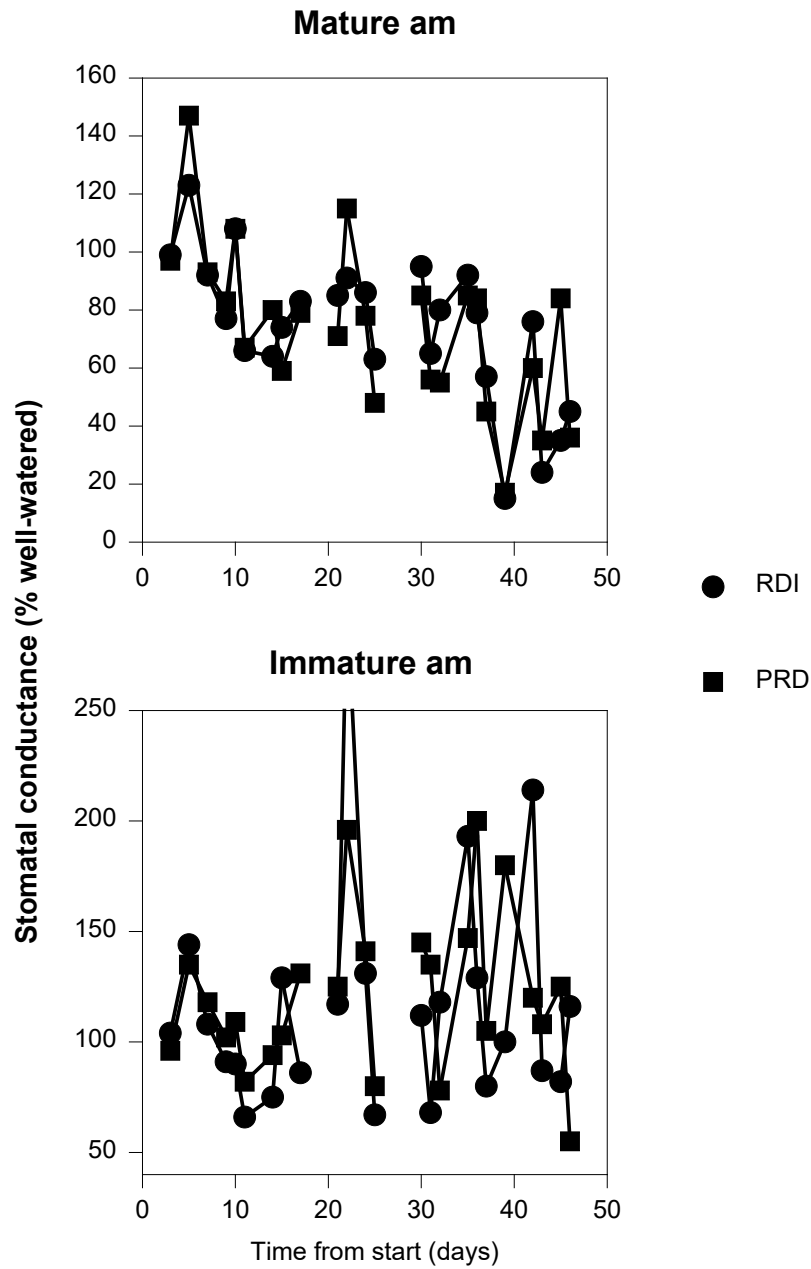 Mature am
160
140
120
100
80
60
40
20
0
0 10 20 30 40 50
Stomatal conductance (% well-watered)
RDI
PRD
Immature am
250
200
150
100
50
0 10 20 30 40 50
Time from start (days)